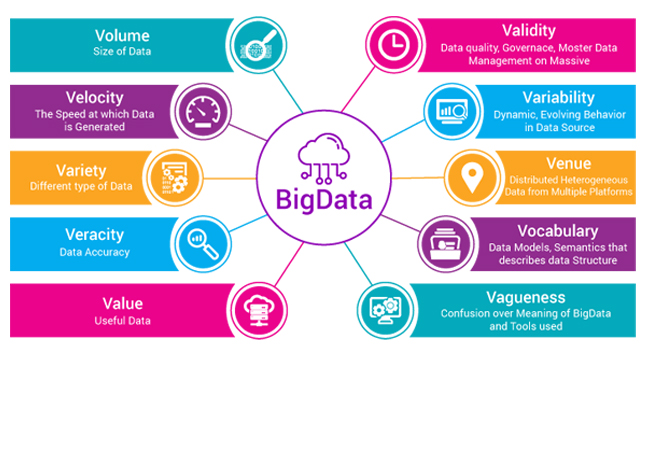 Volume
Size of Data
Velocity
The Speed at which Data
is Generated
Variety
Different type of Data
Veracity
Data Accuracy
Value
Useful Data
BigData
Validity
Data quality, Governace, Moster Data
Management on Massive
Variability
Dynamic, Evolving Behavior
in Data Source
Venue
Distributed Heterogeneous
Data from Multiple Platforms
Vocabulary
Data Models, Semantics that
describes data Structure
Vagueness
Confusion over Meaning of BigData
and Tools used